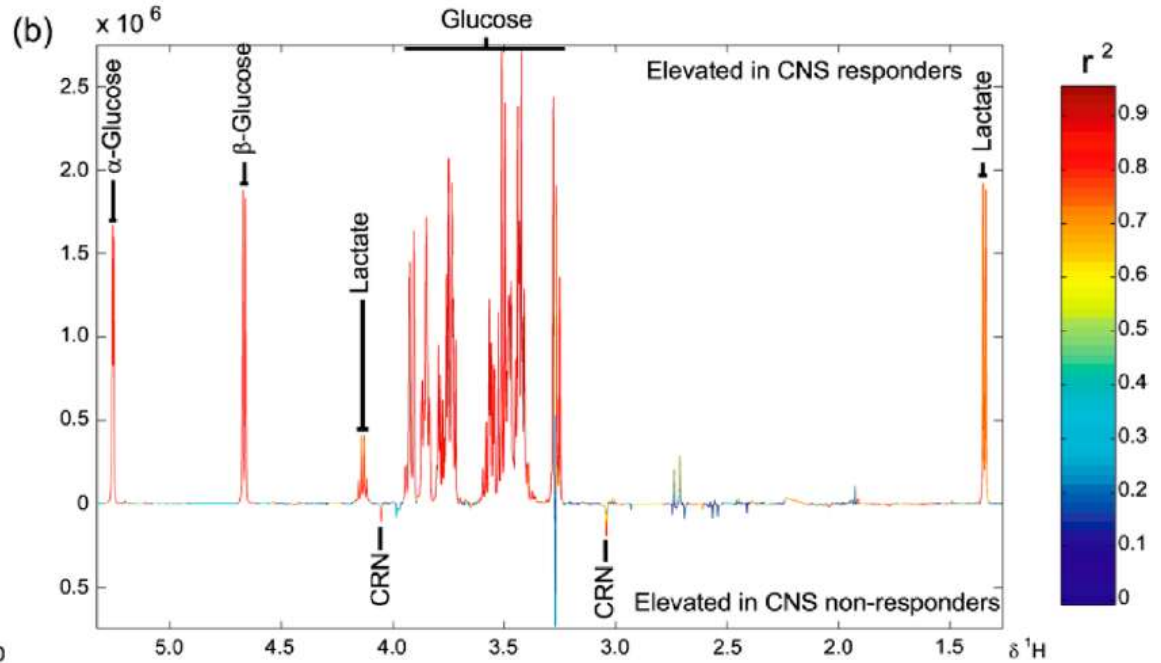 (b)
x 10 6
Glucose
Elevated in CNS responders
r 2
α-Glucose
β-Glucose
Lactate
Lactate
2.5
2.0
1.5
1.0
0.5
0
0.5
CRN
CRN
Elevated in CNS non-responders
0.9
0.8
0.7
0.6
0.5
0.4
0.3
0.2
0.1
0
5.0 4.5 4.0 3.5 3.0 2.5 2.0 1.5 δ 1H
0